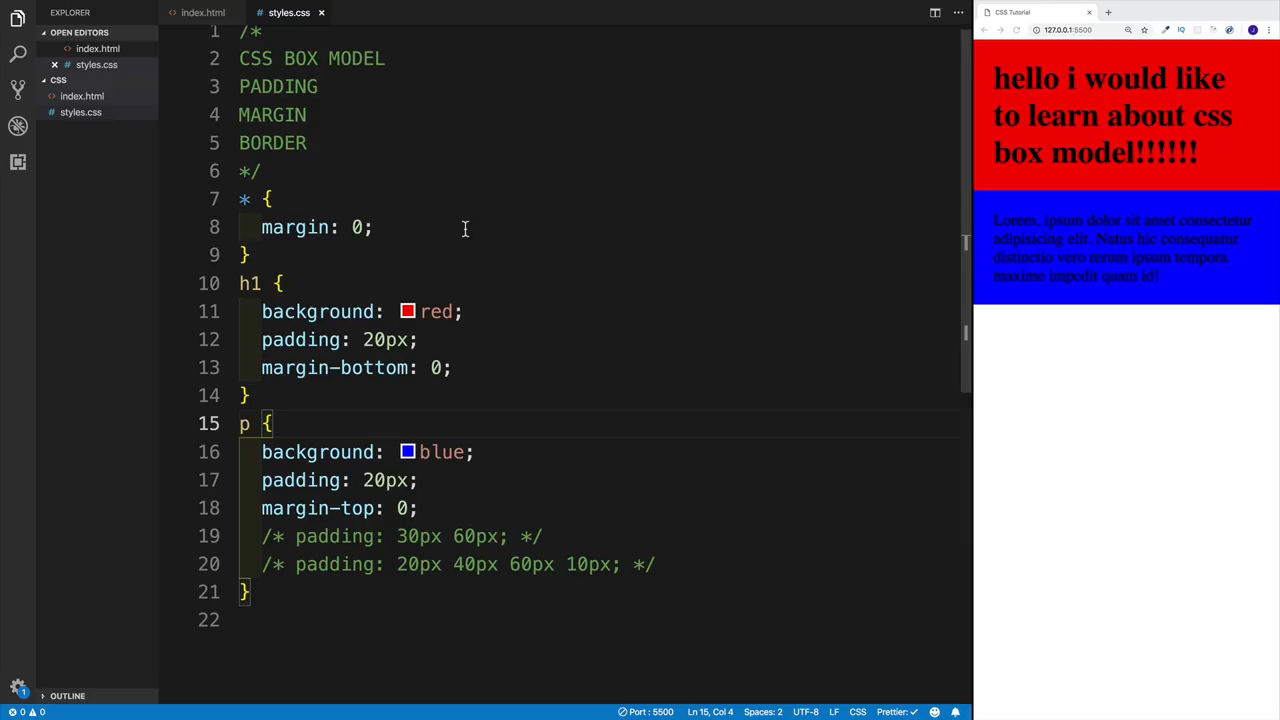 EXPLORER
OPEN EDITORS
index.html
styles.css
CSS
index.html
styles.css
OUTLINE
1
index.html
styles.css
1 /*
2 CSS BOX MODEL
3 PADDING
4 MARGIN
5 BORDER
6 */
7 * {
8 margin: 0;
9 }
10 h1 {
11 background: red;
12 padding: 20px;
13 margin-bottom: 0;
14 }
15 p {
16 background: blue;
17 padding: 20px;
18 margin-top: 0;
19 /* padding: 30px 60px; */
20 /* padding: 20px 40px 60px 10px; */
21 }
22
0 0
Port : 5500 Ln 15, Col 4 Spaces: 2 UTF-8 LF CSS Prettier: ✓
CSS Tutorial
127.0.0.1:5500
IQ
J
hello i would like
to learn about css
box model!!!!!!
Lorem, ipsum dolor sit amet consectetur
adipisicing elit. Natus hic consequatur
distinctio vero rerum ipsum tempora
maxime impedit quam id!